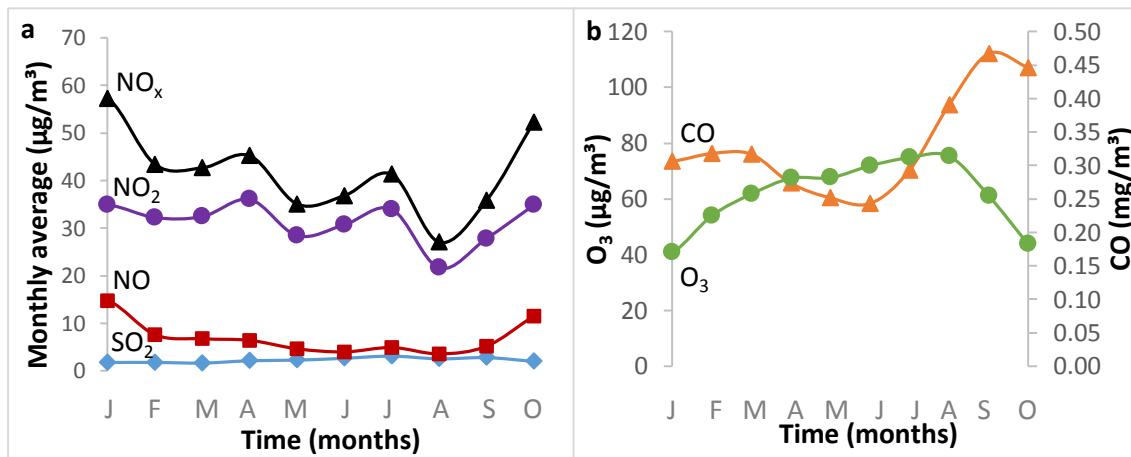 a
Monthly average (µg/m³)
70
60
50
40
30
20
10
0
NOₓ
NO₂
NO
SO₂
J F M A M J J A S O
Time (months)
b
O₃ (µg/m³)
120
100
80
60
40
20
0
CO
O₃
0.50
0.45
0.40
0.35
0.30
0.25
0.20
0.15
0.10
0.05
0.00
CO (mg/m³)
J F M A M J J A S O
Time (months)